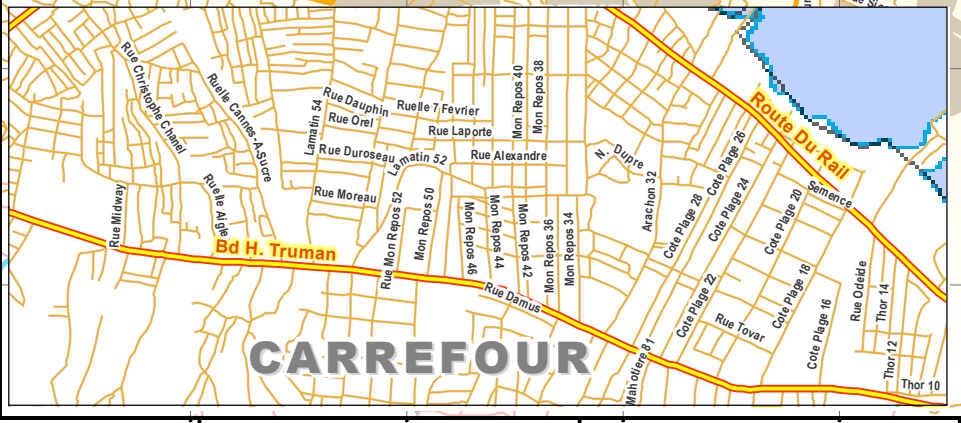 Rue Christophe Chanel
Ruelle Cannes-A-Sucre
Lamatin 54
Rue Dauphin
Rue Orel
Ruelle 7 Fevrier
Rue Laporte
Mon Repos 40
Mon Repos 38
Route Du Rail
Rue Duroseau
Lamatin 52
Rue Alexandre
N. Dupre
Cote Plage 26
Rue Midway
Ruelle Aigle
Rue Moreau
Rue Mon Repos 52
Mon Repos 50
Mon Repos 46
Mon Repos 44
Mon Repos 42
Mon Repos 36
Mon Repos 34
Arachon 32
Cote Plage 28
Cote Plage 24
Cote Plage 20
Semence
Bd H. Truman
Rue Damus
Cote Plage 22
Cote Plage 18
Rue Odeide
Thor 14
Rue Tovar
Cote Plage 16
CARREFOUR
Mahotiere 81
Thor 12
Thor 10